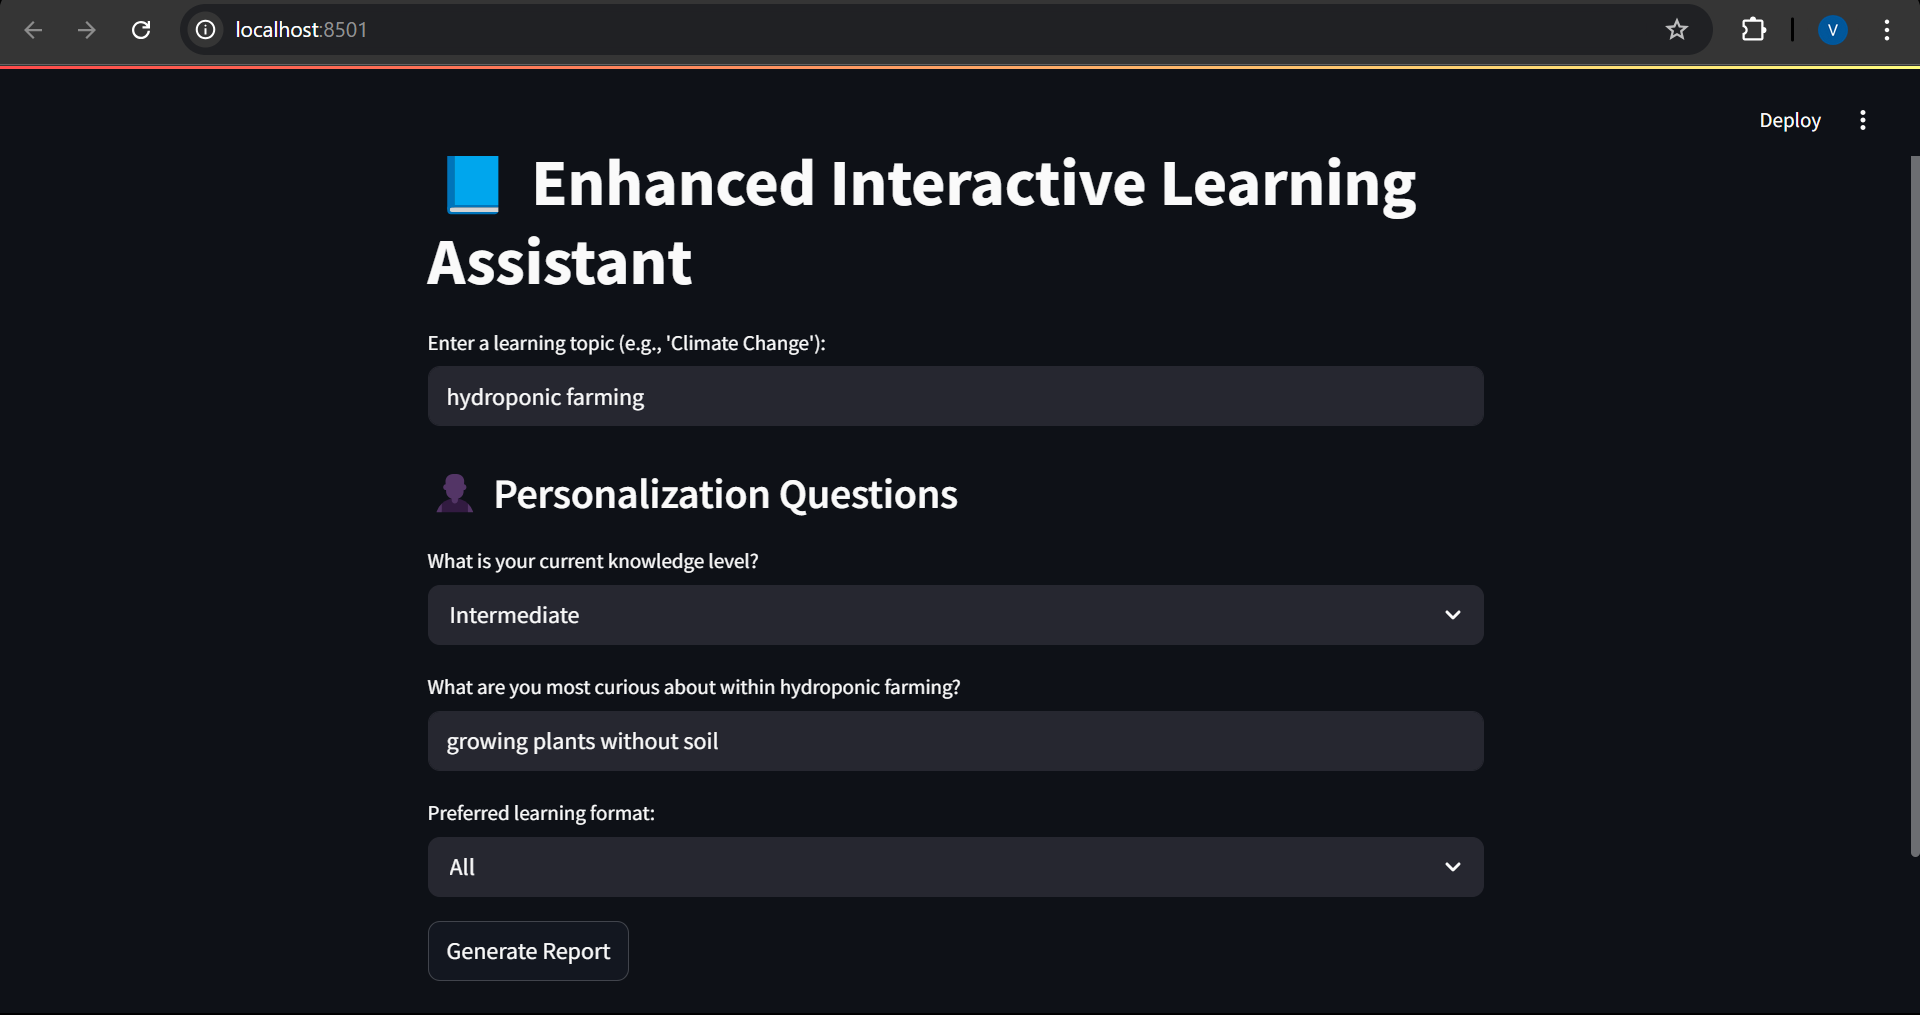 localhost:8501
V
Deploy
Enhanced Interactive Learning
Assistant
Enter a learning topic (e.g., 'Climate Change'):
hydroponic farming
Personalization Questions
What is your current knowledge level?
Intermediate
What are you most curious about within hydroponic farming?
growing plants without soil
Preferred learning format:
All
Generate Report